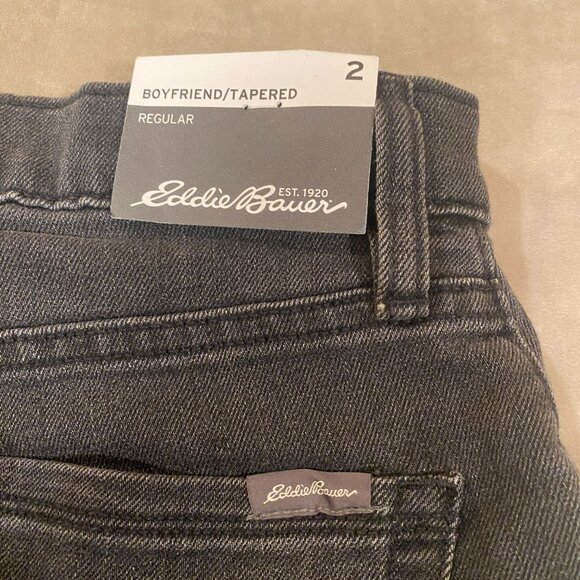 2
BOYFRIEND/TAPERED
REGULAR
EST. 1920
Eddie Bauer
Eddie Bauer